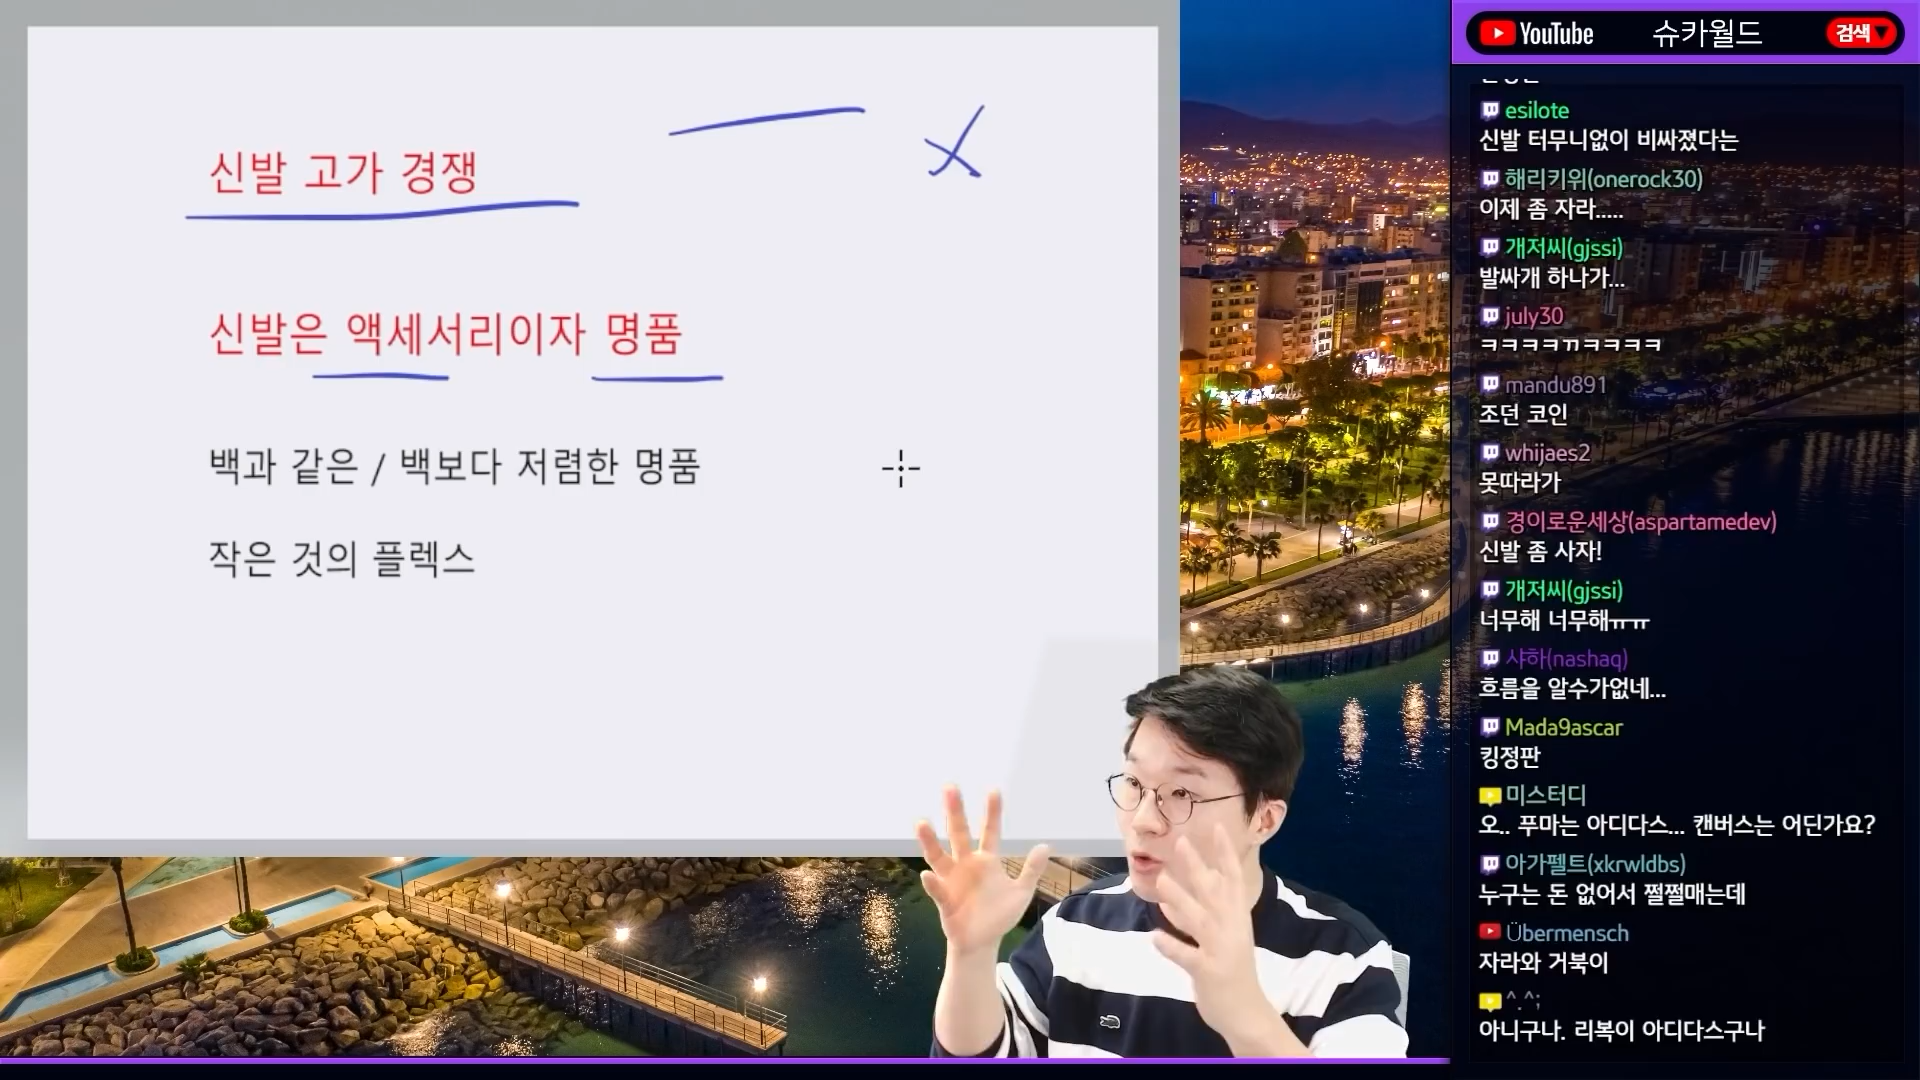 신발 고가 경쟁
신발은 액세서리이자 명품
백과 같은 / 백보다 저렴한 명품
작은 것의 플렉스
YouTube 슈카월드 검색▼
esilote
신발 터무니없이 비싸졌다는
해리키위(onerock30)
이제 좀 자라.....
개저씨(gjssi)
발싸개 하나가...
july30
ㅋㅋㅋㅋㄲㅋㅋㅋㅋ
mandu891
조던 코인
whijaes2
못따라가
경이로운세상(aspartamedev)
신발 좀 사자!
개저씨(gjssi)
너무해 너무해ㅠㅠ
샤하(nashaq)
흐름을 알수가없네...
Mada9ascar
킹정판
미스터디
오.. 푸마는 아디다스... 캔버스는 어딘가요?
아가펠트(xkrwldbs)
누구는 돈 없어서 쩔쩔매는데
Übermensch
자라와 거북이
^.^;
아니구나. 리복이 아디다스구나